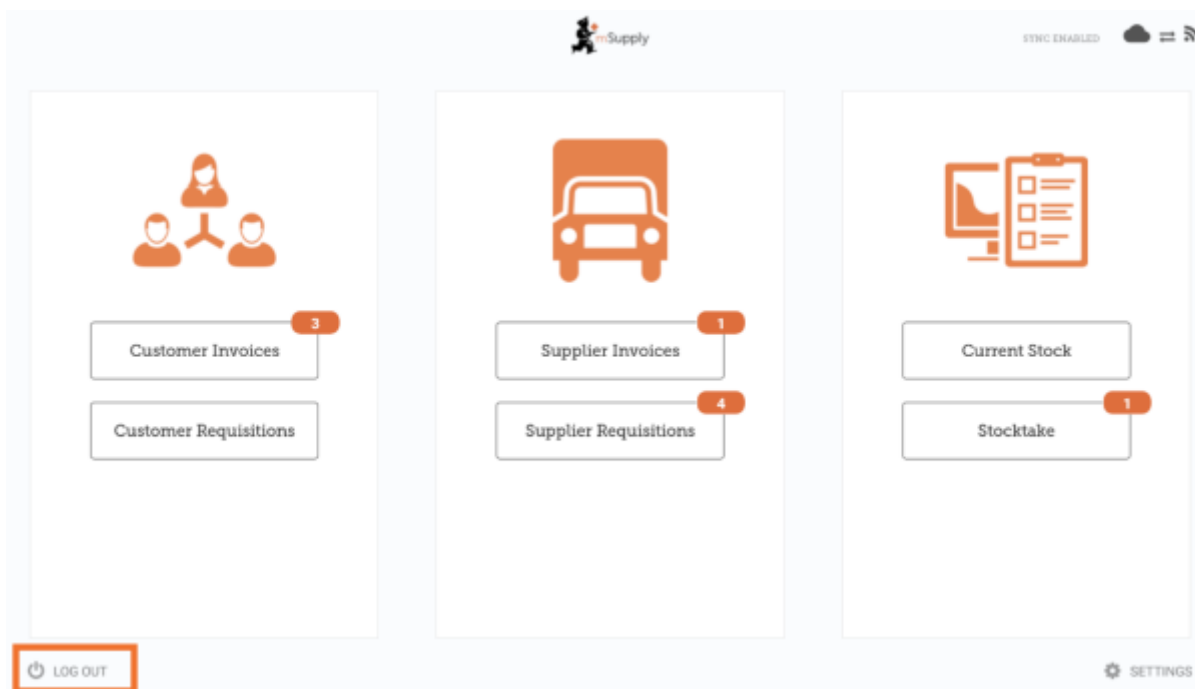 mSupply
SYNC ENABLED
3
Customer Invoices
Customer Requisitions
1
Supplier Invoices
4
Supplier Requisitions
Current Stock
1
Stocktake
LOG OUT
SETTINGS